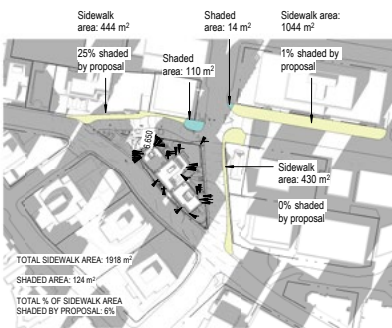 Sidewalk
area: 444 m²
25% shaded
by proposal
Shaded
area: 110 m²
Shaded
area: 14 m²
Sidewalk area:
1044 m²
1% shaded
by proposal
6.650
Sidewalk
area: 430 m²
0% shaded
by proposal
TOTAL SIDEWALK AREA: 1918 m²
SHADED AREA: 124 m²
TOTAL % OF SIDEWALK AREA
SHADED BY PROPOSAL: 6%